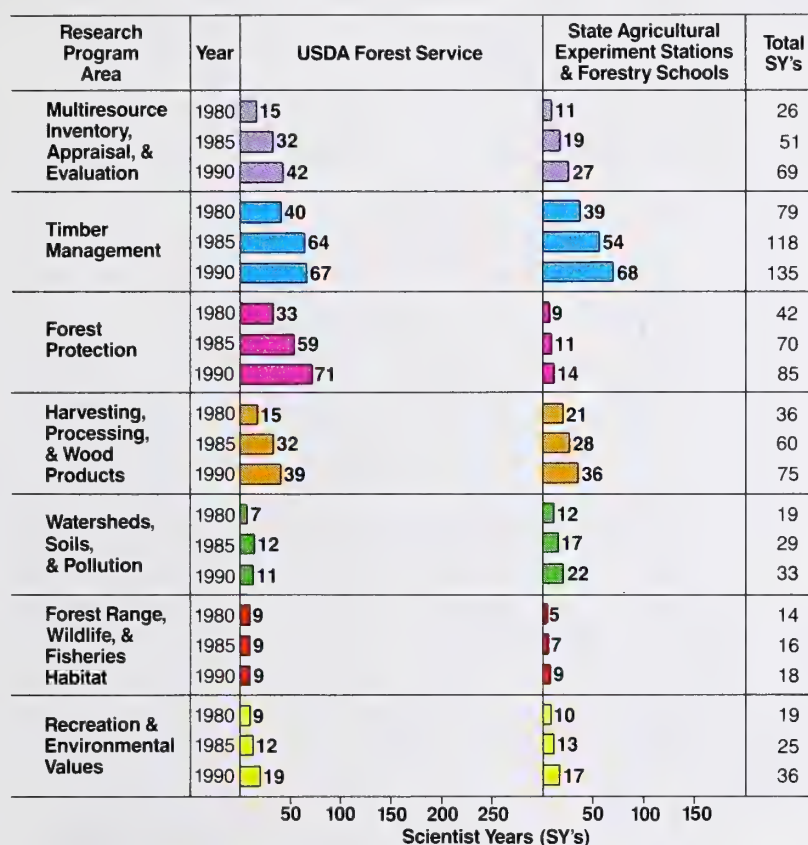 Research
Program
Area
Year
USDA Forest Service
State Agricultural
Experiment Stations
& Forestry Schools
Total
SY's
Multiresource
Inventory,
Appraisal, &
Evaluation
1980 15 11 26
1985 32 19 51
1990 42 27 69
Timber
Management
1980 40 39 79
1985 64 54 118
1990 67 68 135
Forest
Protection
1980 33 9 42
1985 59 11 70
1990 71 14 85
Harvesting,
Processing,
& Wood
Products
1980 15 21 36
1985 32 28 60
1990 39 36 75
Watersheds,
Soils,
& Pollution
1980 7 12 19
1985 12 17 29
1990 11 22 33
Forest Range,
Wildlife, &
Fisheries
Habitat
1980 9 5 14
1985 9 7 16
1990 9 9 18
Recreation &
Environmental
Values
1980 9 10 19
1985 12 13 25
1990 19 17 36
50 100 150 200 250 50 100 150
Scientist Years (SY's)